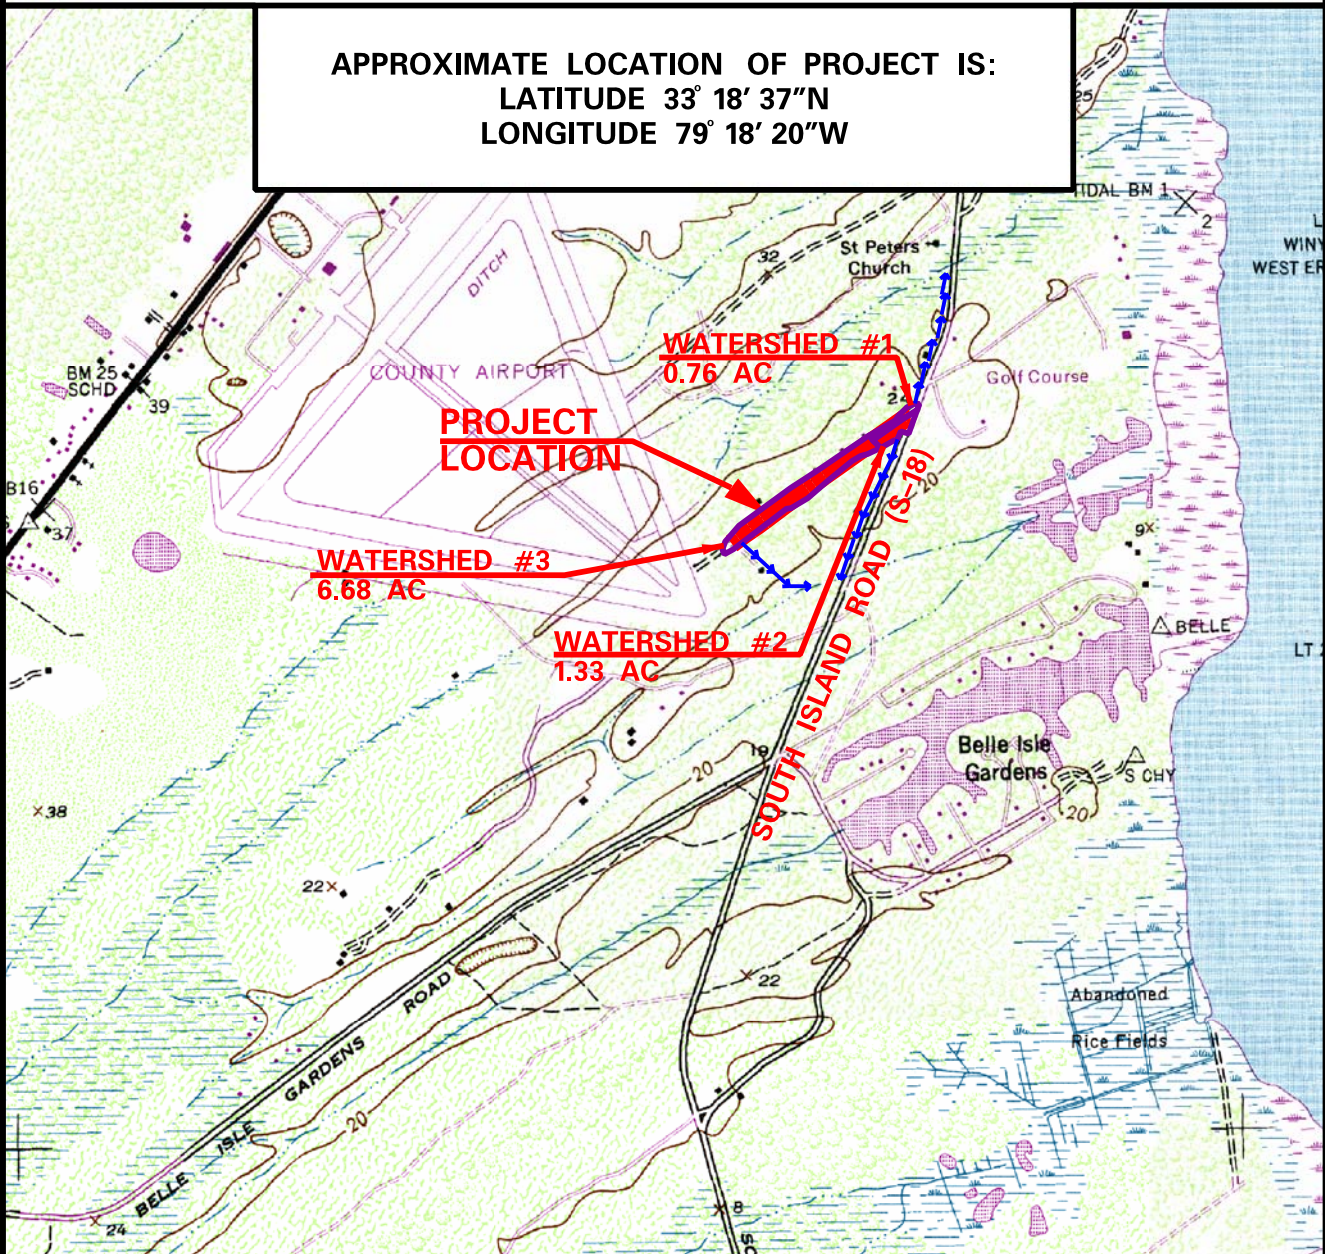 APPROXIMATE LOCATION OF PROJECT IS:
LATITUDE 33° 18' 37"N
LONGITUDE 79° 18' 20"W
25
TIDAL BM 1
2
WINY
WEST ER
St Peters
Church
32
DITCH
WATERSHED #1
0.76 AC
COUNTY AIRPORT
BM 25
SCHD
39
Golf Course
24
PROJECT
LOCATION
B16
37
20
9
WATERSHED #3
6.68 AC
SOUTH ISLAND ROAD (S-18)
WATERSHED #2
1.33 AC
BELLE
LT 2
19
20
Belle Isle
Gardens
S CHY
20
38
22
22
Abandoned
Rice Fields
BELLE ISLE GARDENS ROAD
20
24
8
SO